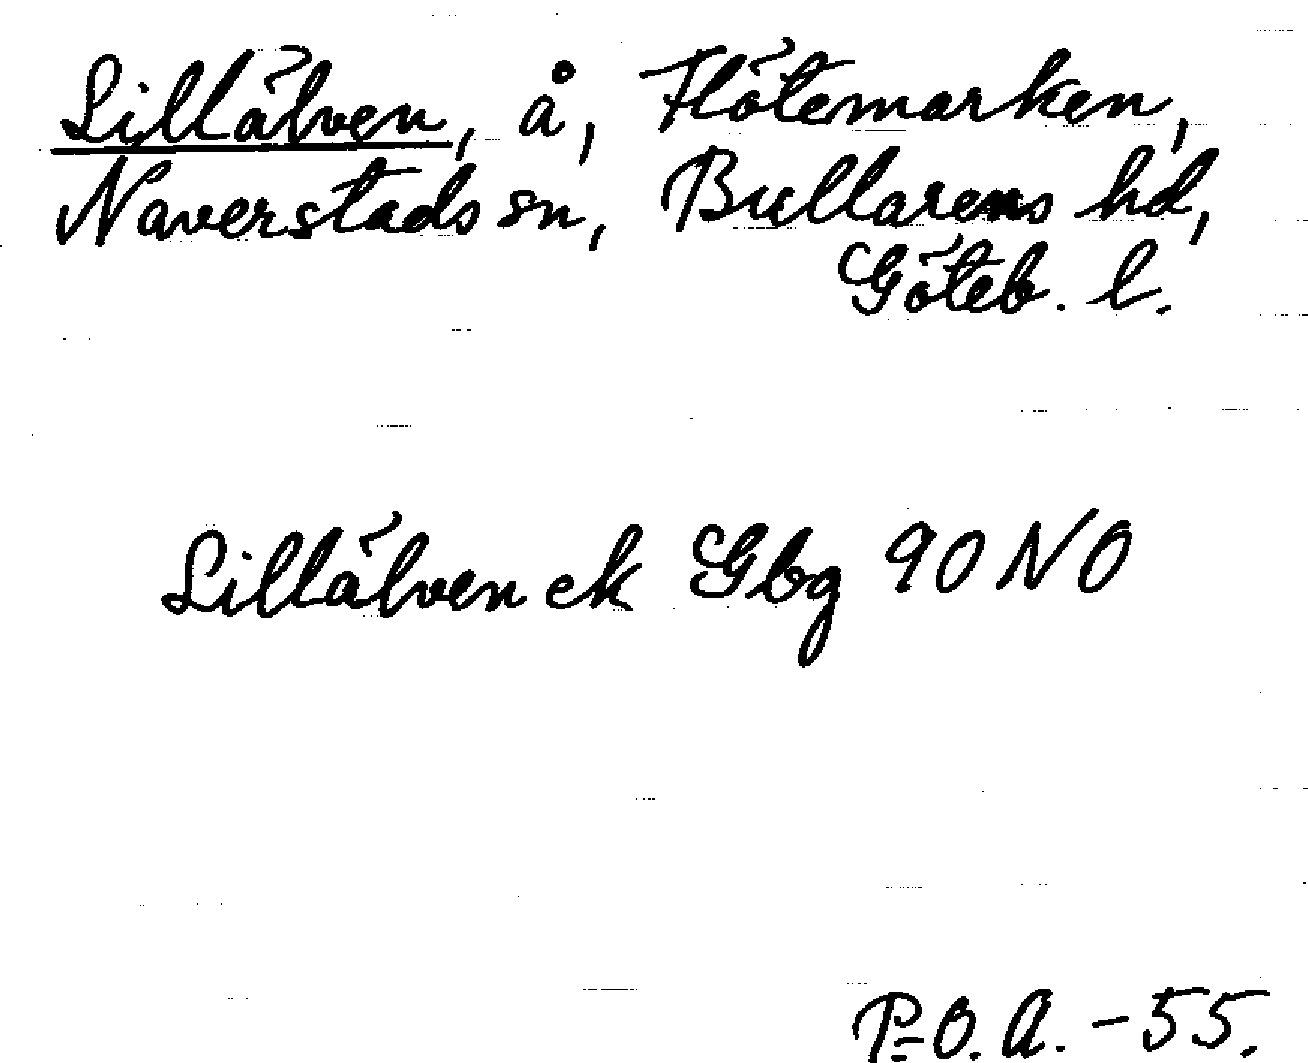 Lillälven, å, Flötemarken,
Naverstads sn, Bullarens hd,
Göteb. l.
Lillälven ek Gbg 90 NO
P-O. A. -55.